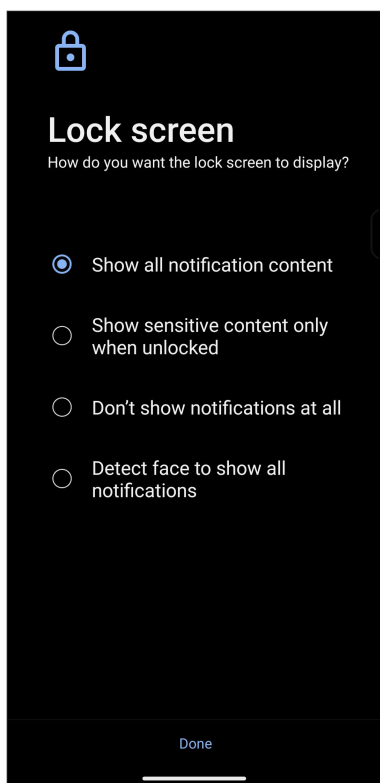 Lock screen
How do you want the lock screen to display?
Show all notification content
Show sensitive content only
when unlocked
Don’t show notifications at all
Detect face to show all
notifications
Done